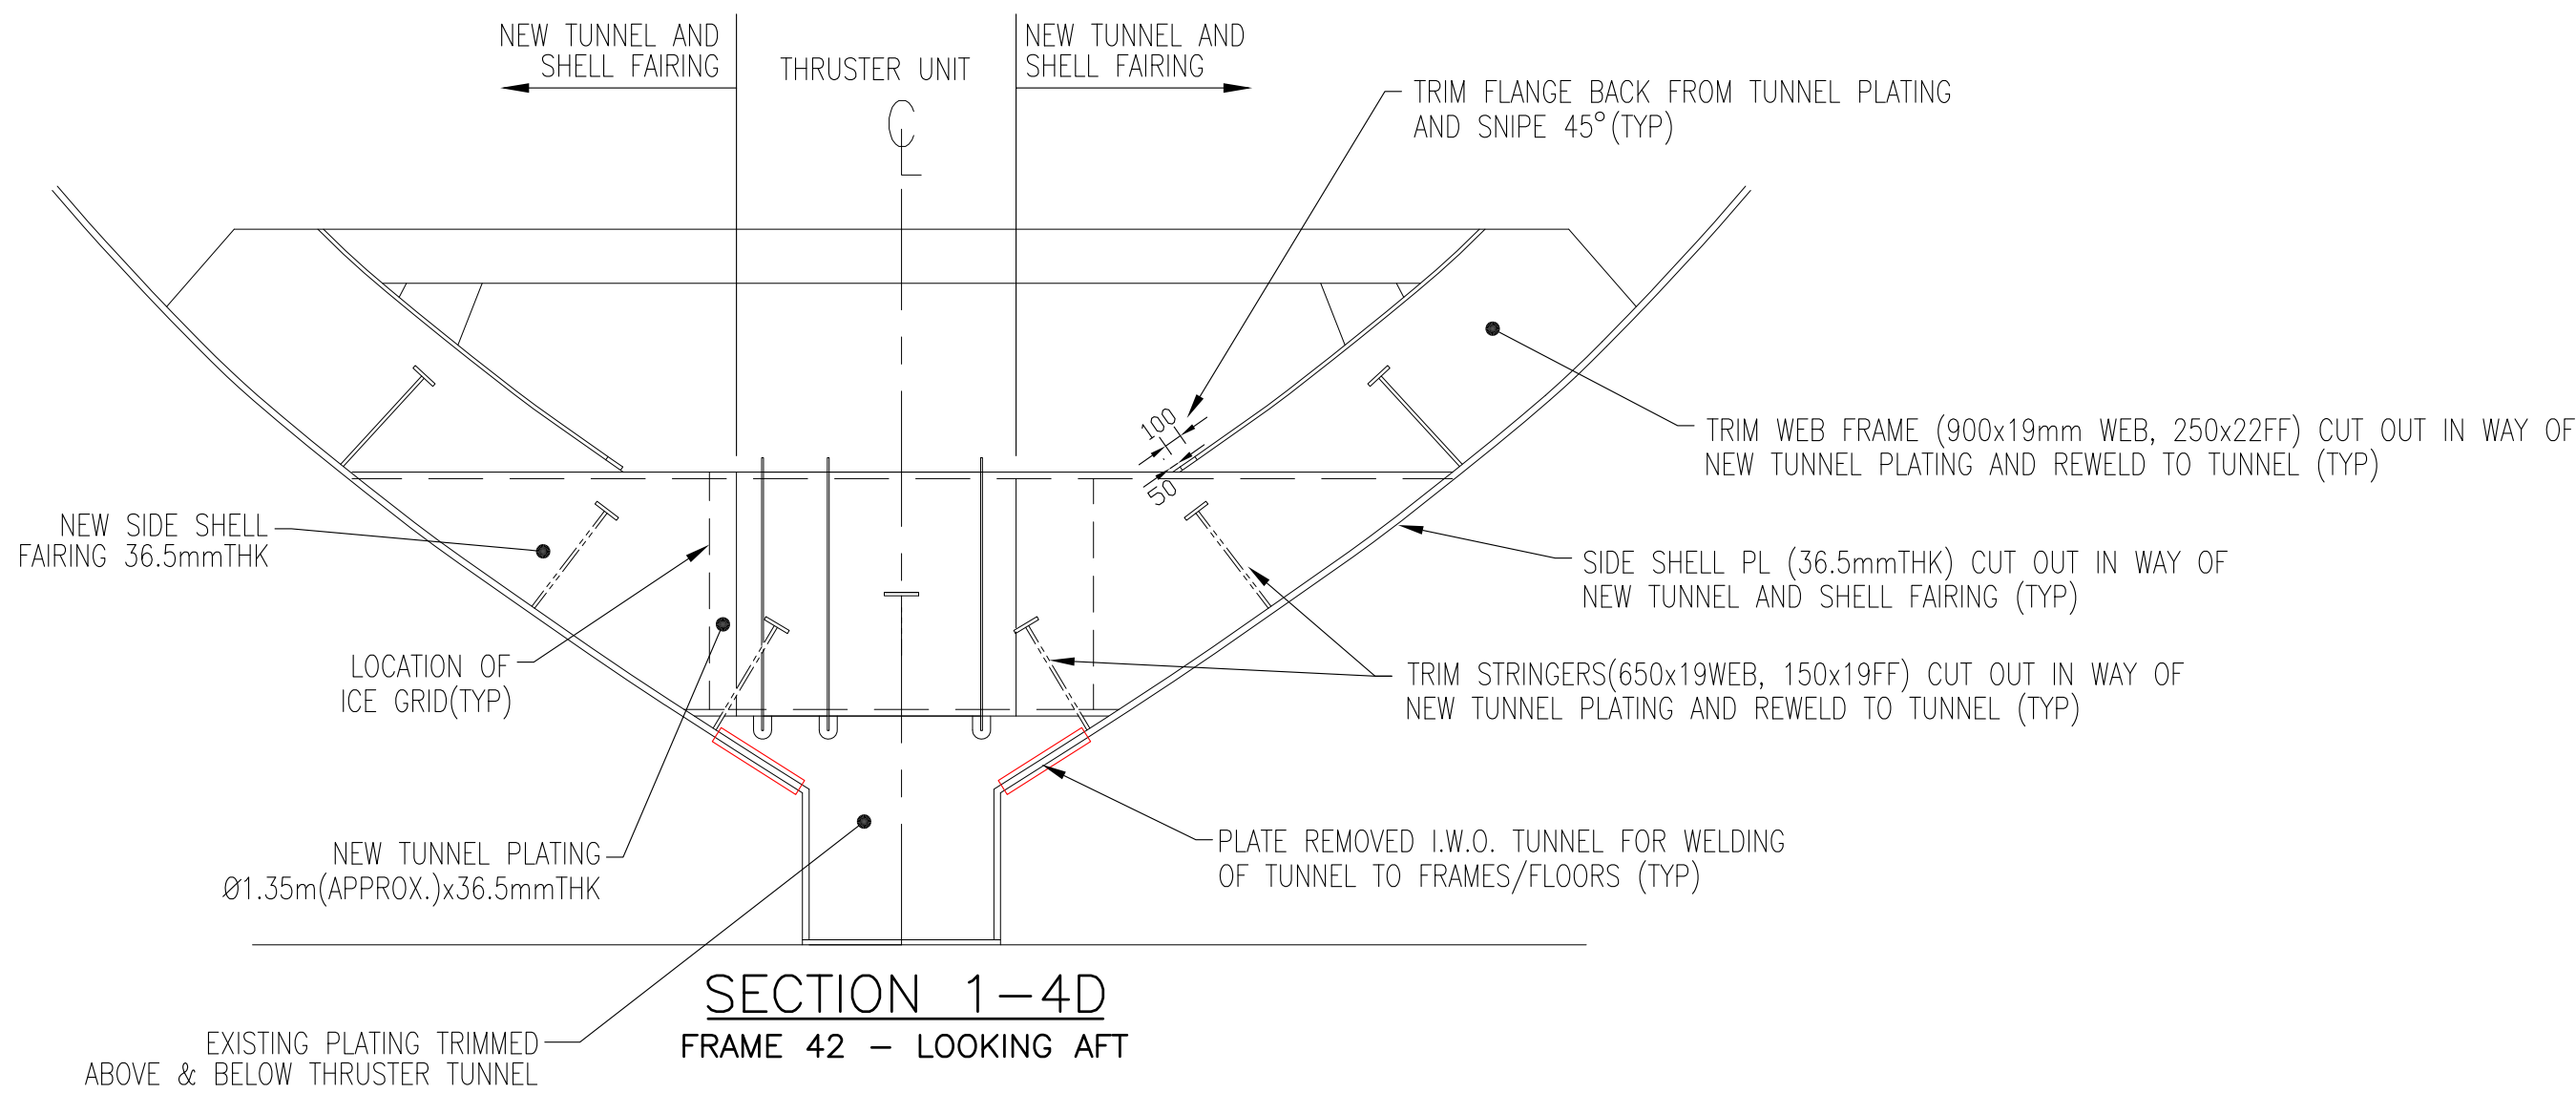 NEW TUNNEL AND
SHELL FAIRING
THRUSTER UNIT
NEW TUNNEL AND
SHELL FAIRING
℄
TRIM FLANGE BACK FROM TUNNEL PLATING
AND SNIPE 45°(TYP)
100
50
TRIM WEB FRAME (900x19mm WEB, 250x22FF) CUT OUT IN WAY OF
NEW TUNNEL PLATING AND REWELD TO TUNNEL (TYP)
NEW SIDE SHELL
FAIRING 36.5mmTHK
SIDE SHELL PL (36.5mmTHK) CUT OUT IN WAY OF
NEW TUNNEL AND SHELL FAIRING (TYP)
LOCATION OF
ICE GRID(TYP)
TRIM STRINGERS(650x19WEB, 150x19FF) CUT OUT IN WAY OF
NEW TUNNEL PLATING AND REWELD TO TUNNEL (TYP)
NEW TUNNEL PLATING
Ø1.35m(APPROX.)x36.5mmTHK
PLATE REMOVED I.W.O. TUNNEL FOR WELDING
OF TUNNEL TO FRAMES/FLOORS (TYP)
SECTION 1-4D
FRAME 42 - LOOKING AFT
EXISTING PLATING TRIMMED
ABOVE & BELOW THRUSTER TUNNEL